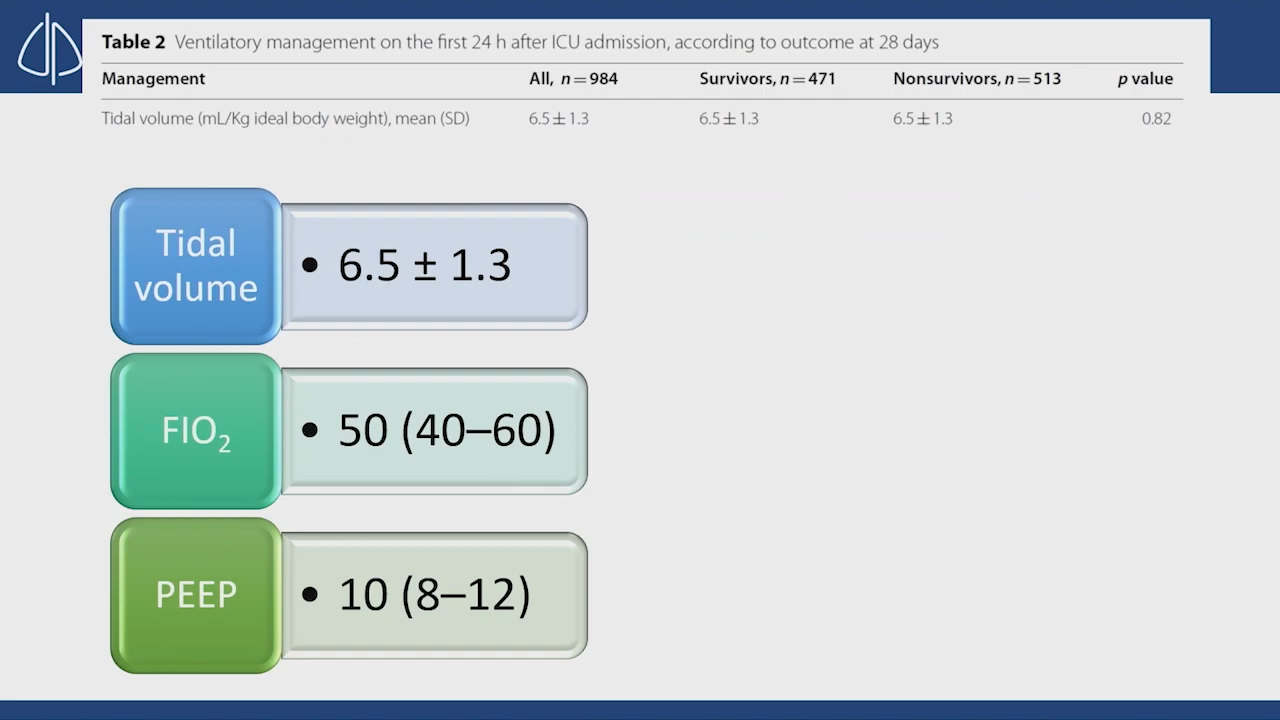 Table 2 Ventilatory management on the first 24 h after ICU admission, according to outcome at 28 days
Management All, n=984 Survivors, n=471 Nonsurvivors, n=513 p value
Tidal volume (mL/Kg ideal body weight), mean (SD) 6.5±1.3 6.5±1.3 6.5±1.3 0.82
Tidal
volume
• 6.5 ± 1.3
FIO₂
• 50 (40–60)
PEEP
• 10 (8–12)